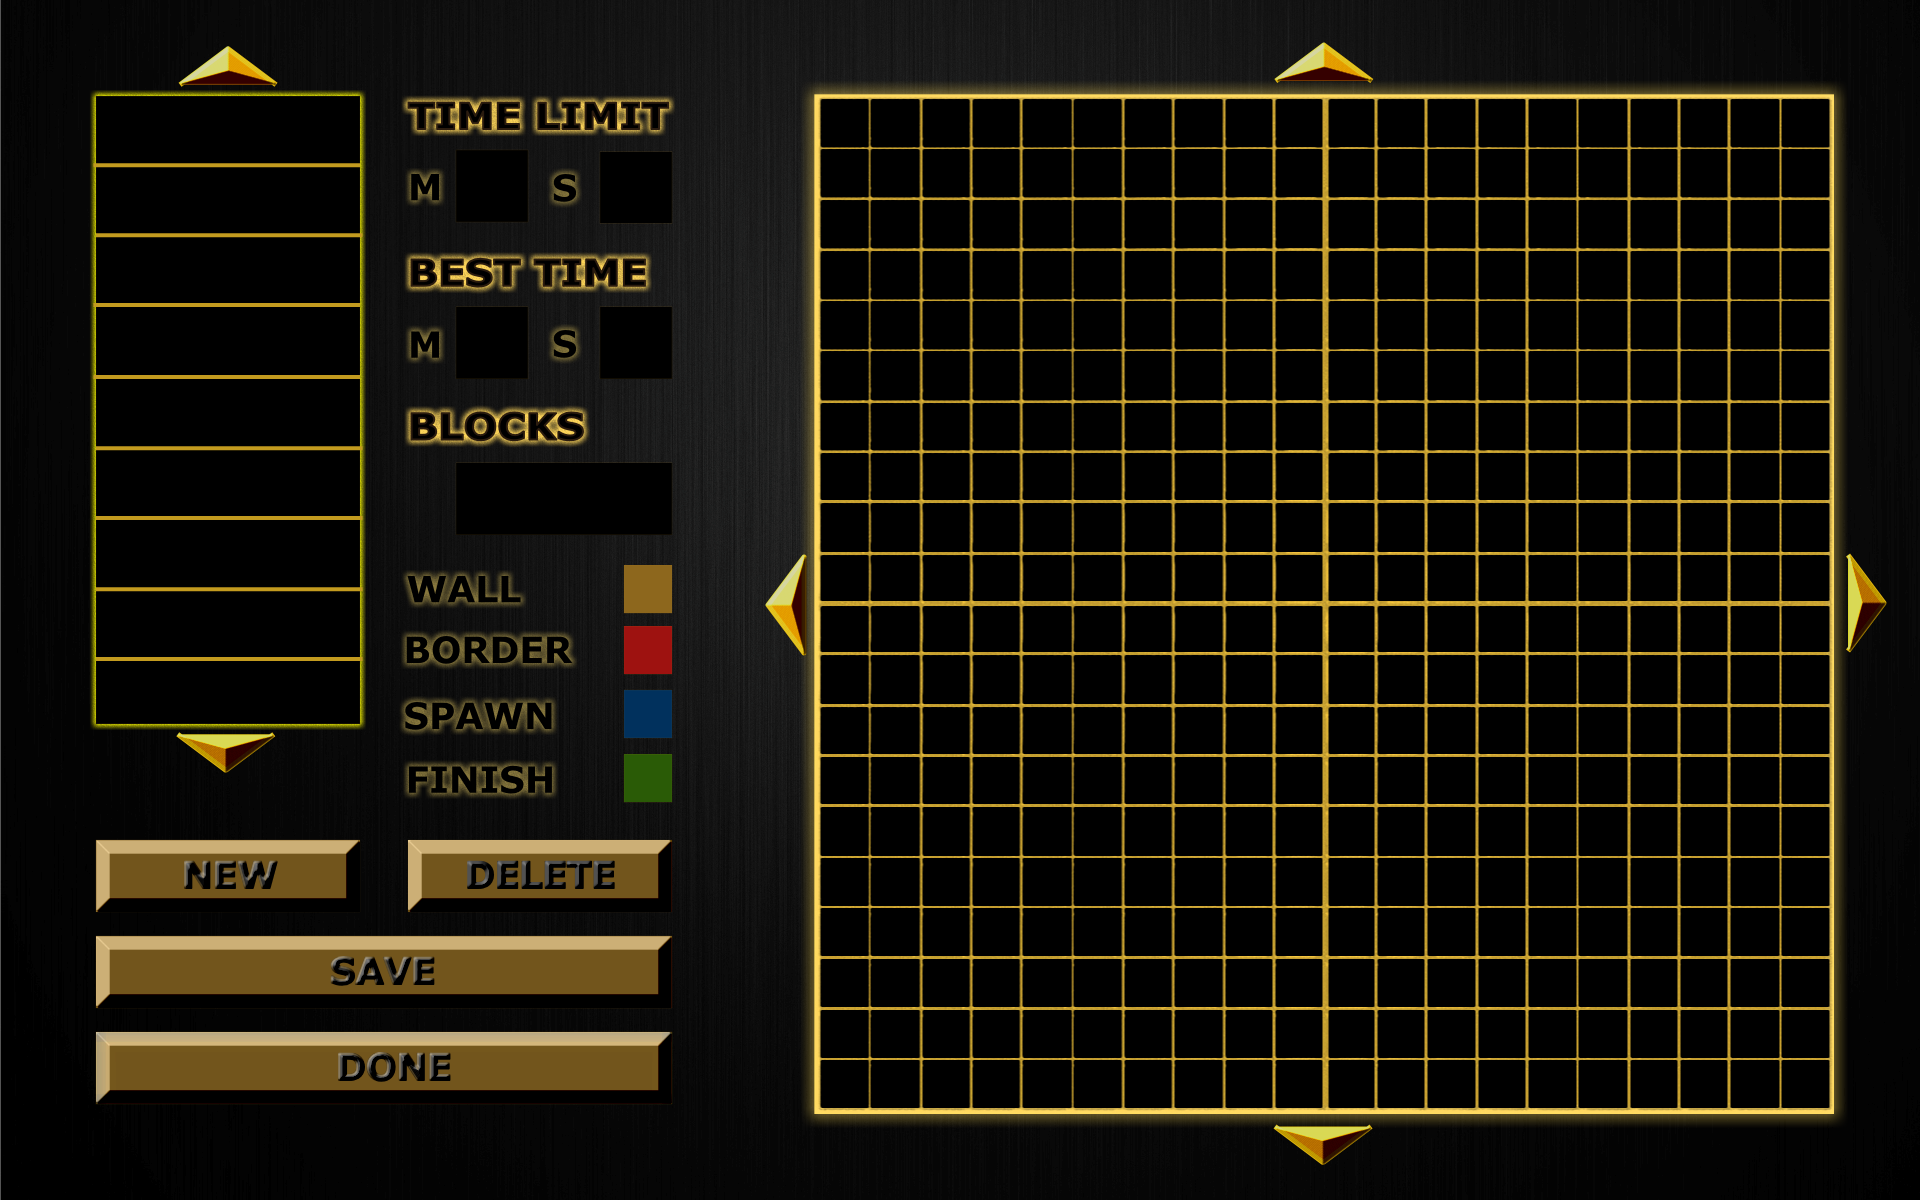 TIME LIMIT
M S
BEST TIME
M S
BLOCKS
WALL
BORDER
SPAWN
FINISH
NEW DELETE
SAVE
DONE